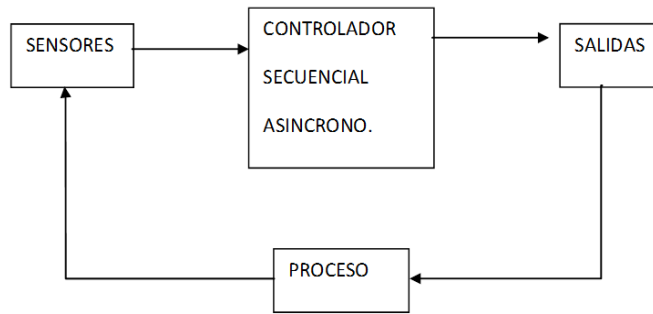 SENSORES
CONTROLADOR
SECUENCIAL
ASINCRONO.
SALIDAS
PROCESO